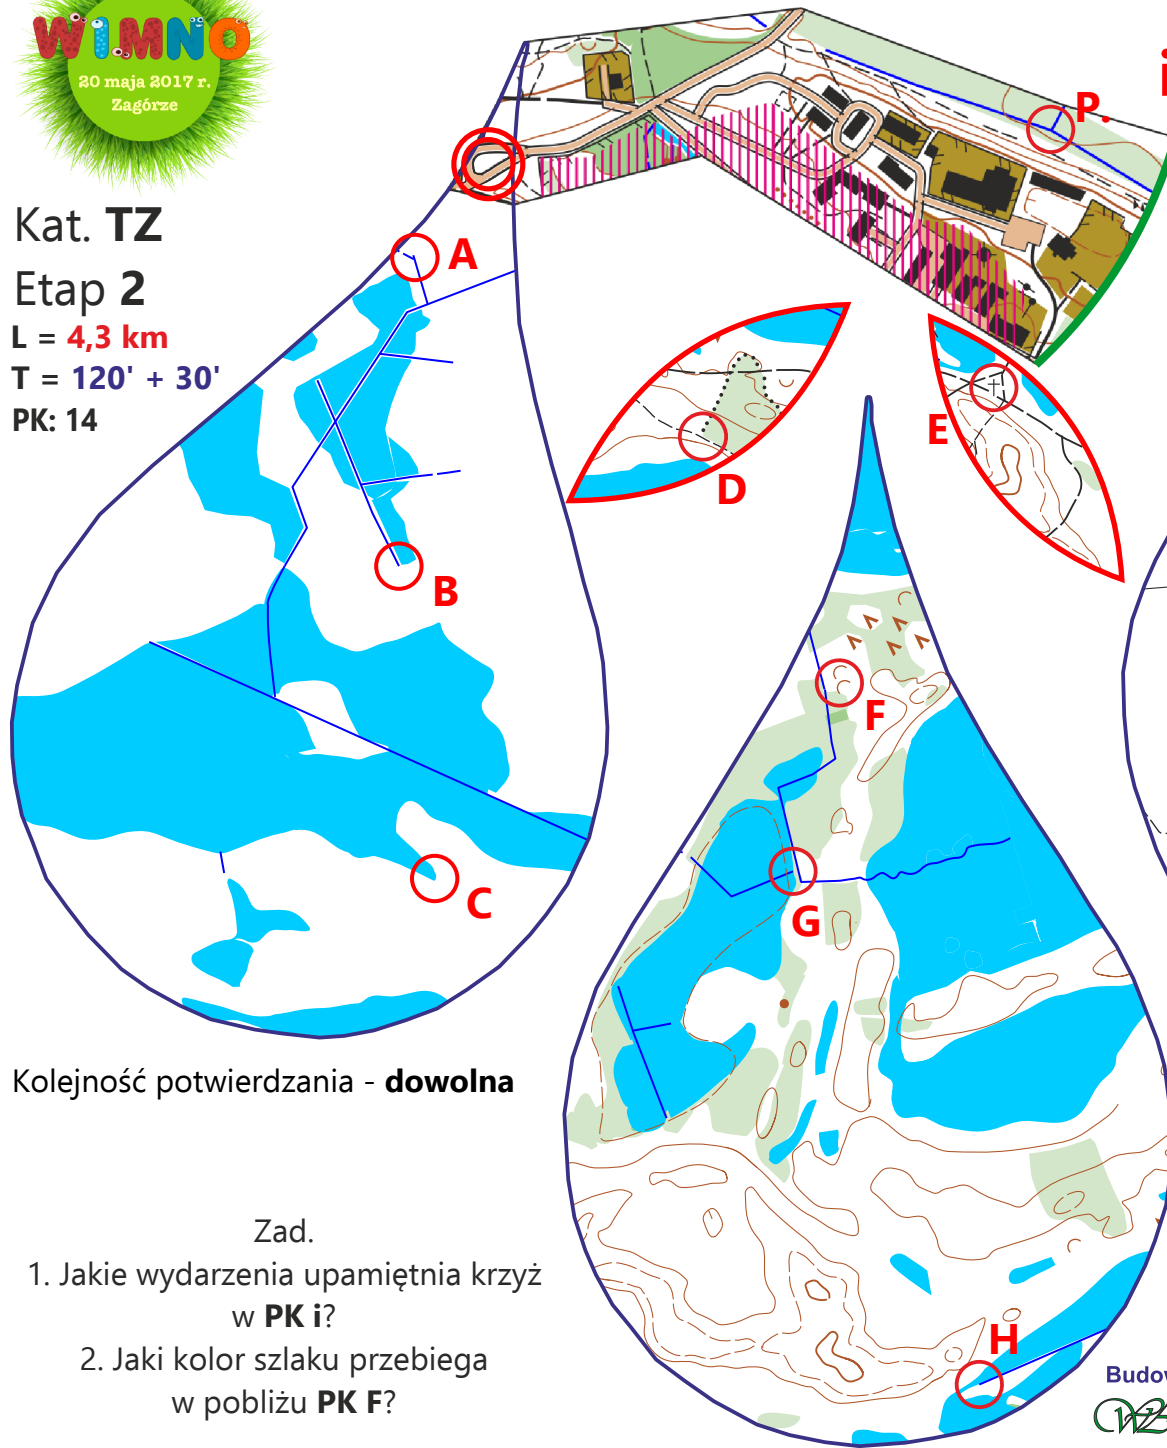 WIMNO
20 maja 2017 r.
Zagórze
Kat. TZ
Etap 2
L = 4,3 km
T = 120' + 30'
PK: 14
P.
i
A
B
C
D
E
F
G
H
Kolejność potwierdzania - dowolna
Zad.
1. Jakie wydarzenia upamiętnia krzyż
w PK i?
2. Jaki kolor szlaku przebiega
w pobliżu PK F?